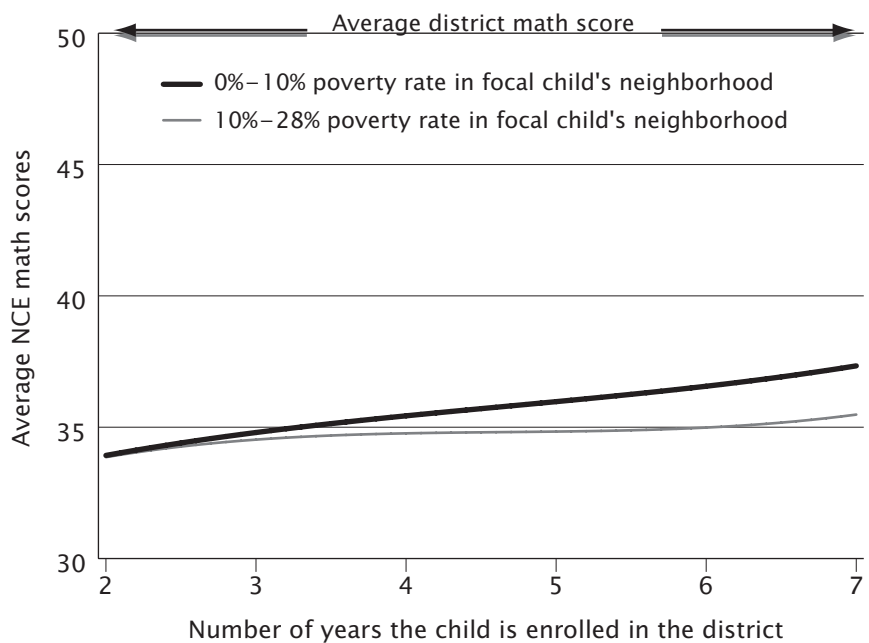 Average district math score
50
0%–10% poverty rate in focal child's neighborhood
10%–28% poverty rate in focal child's neighborhood
45
40
35
30
Average NCE math scores
2 3 4 5 6 7
Number of years the child is enrolled in the district